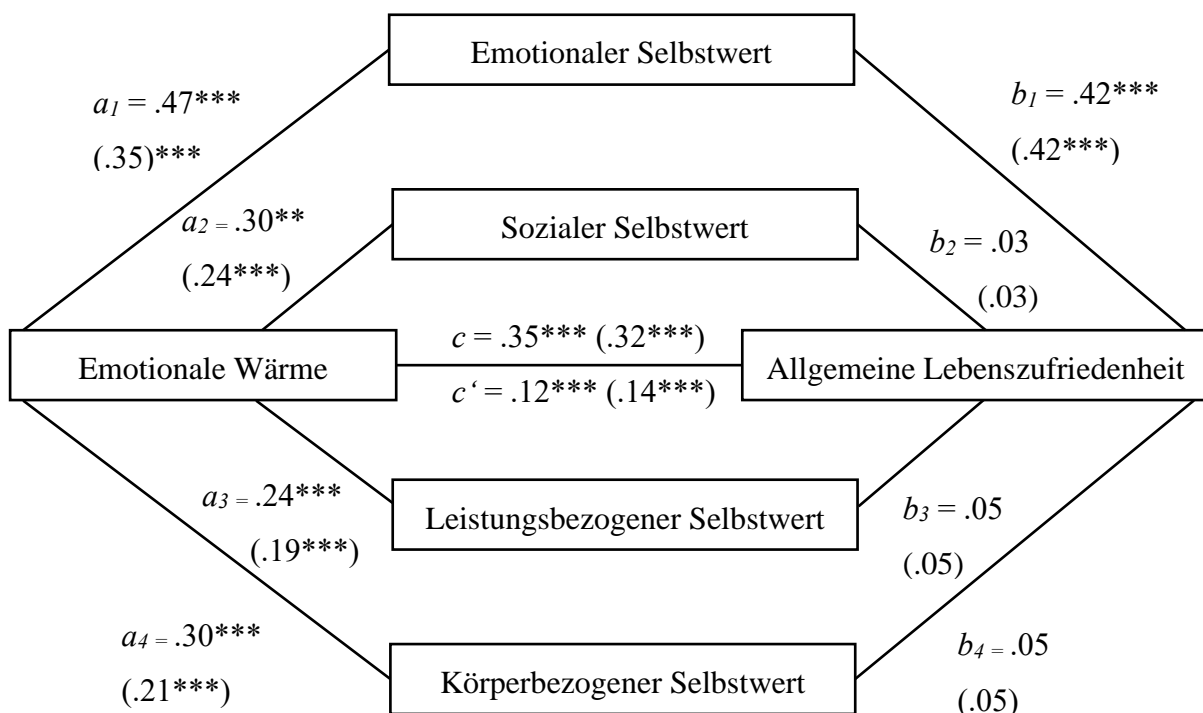 Emotionaler Selbstwert
a1 = .47***
(.35)***
b1 = .42***
(.42***)
Sozialer Selbstwert
a2 = .30**
(.24***)
b2 = .03
(.03)
Emotionale Wärme
c = .35*** (.32***)
c‘ = .12*** (.14***)
Allgemeine Lebenszufriedenheit
a3 = .24***
(.19***)
Leistungsbezogener Selbstwert
b3 = .05
(.05)
a4 = .30***
(.21***)
Körperbezogener Selbstwert
b4 = .05
(.05)